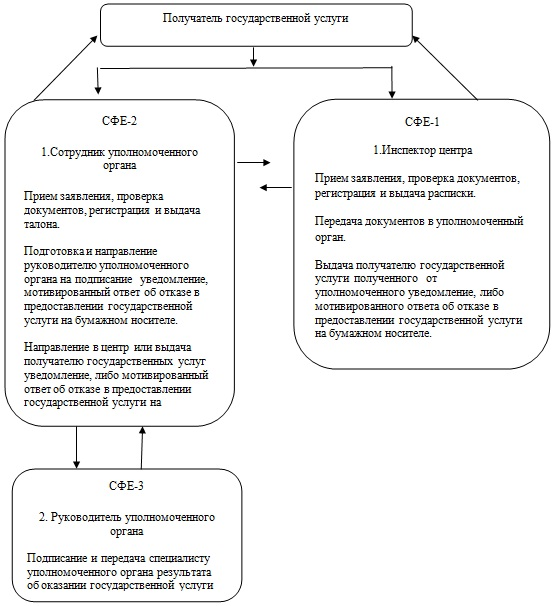 Получатель государственной услуги
СФЕ-2
1.Сотрудник уполномоченного
органа
Прием заявления, проверка
документов, регистрация и выдача
талона.
Подготовка и направление
руководителю уполномоченного
органа на подписание уведомление,
мотивированный ответ об отказе в
предоставлении государственной
услуги на бумажном носителе.
Направление в центр или выдача
получателю государственных услуг
уведомление, либо мотивированный
ответ об отказе в предоставлении
государственной услуги на
СФЕ-1
1.Инспектор центра
Прием заявления, проверка документов,
регистрация и выдача расписки.
Передача документов в уполномоченный
орган.
Выдача получателю государственной
услуги полученного от
уполномоченного уведомление, либо
мотивированного ответа об отказе в
предоставлении государственной услуги
на бумажном носителе.
СФЕ-3
2. Руководитель уполномоченного
органа
Подписание и передача специалисту
уполномоченного органа результата
об оказании государственной услуги